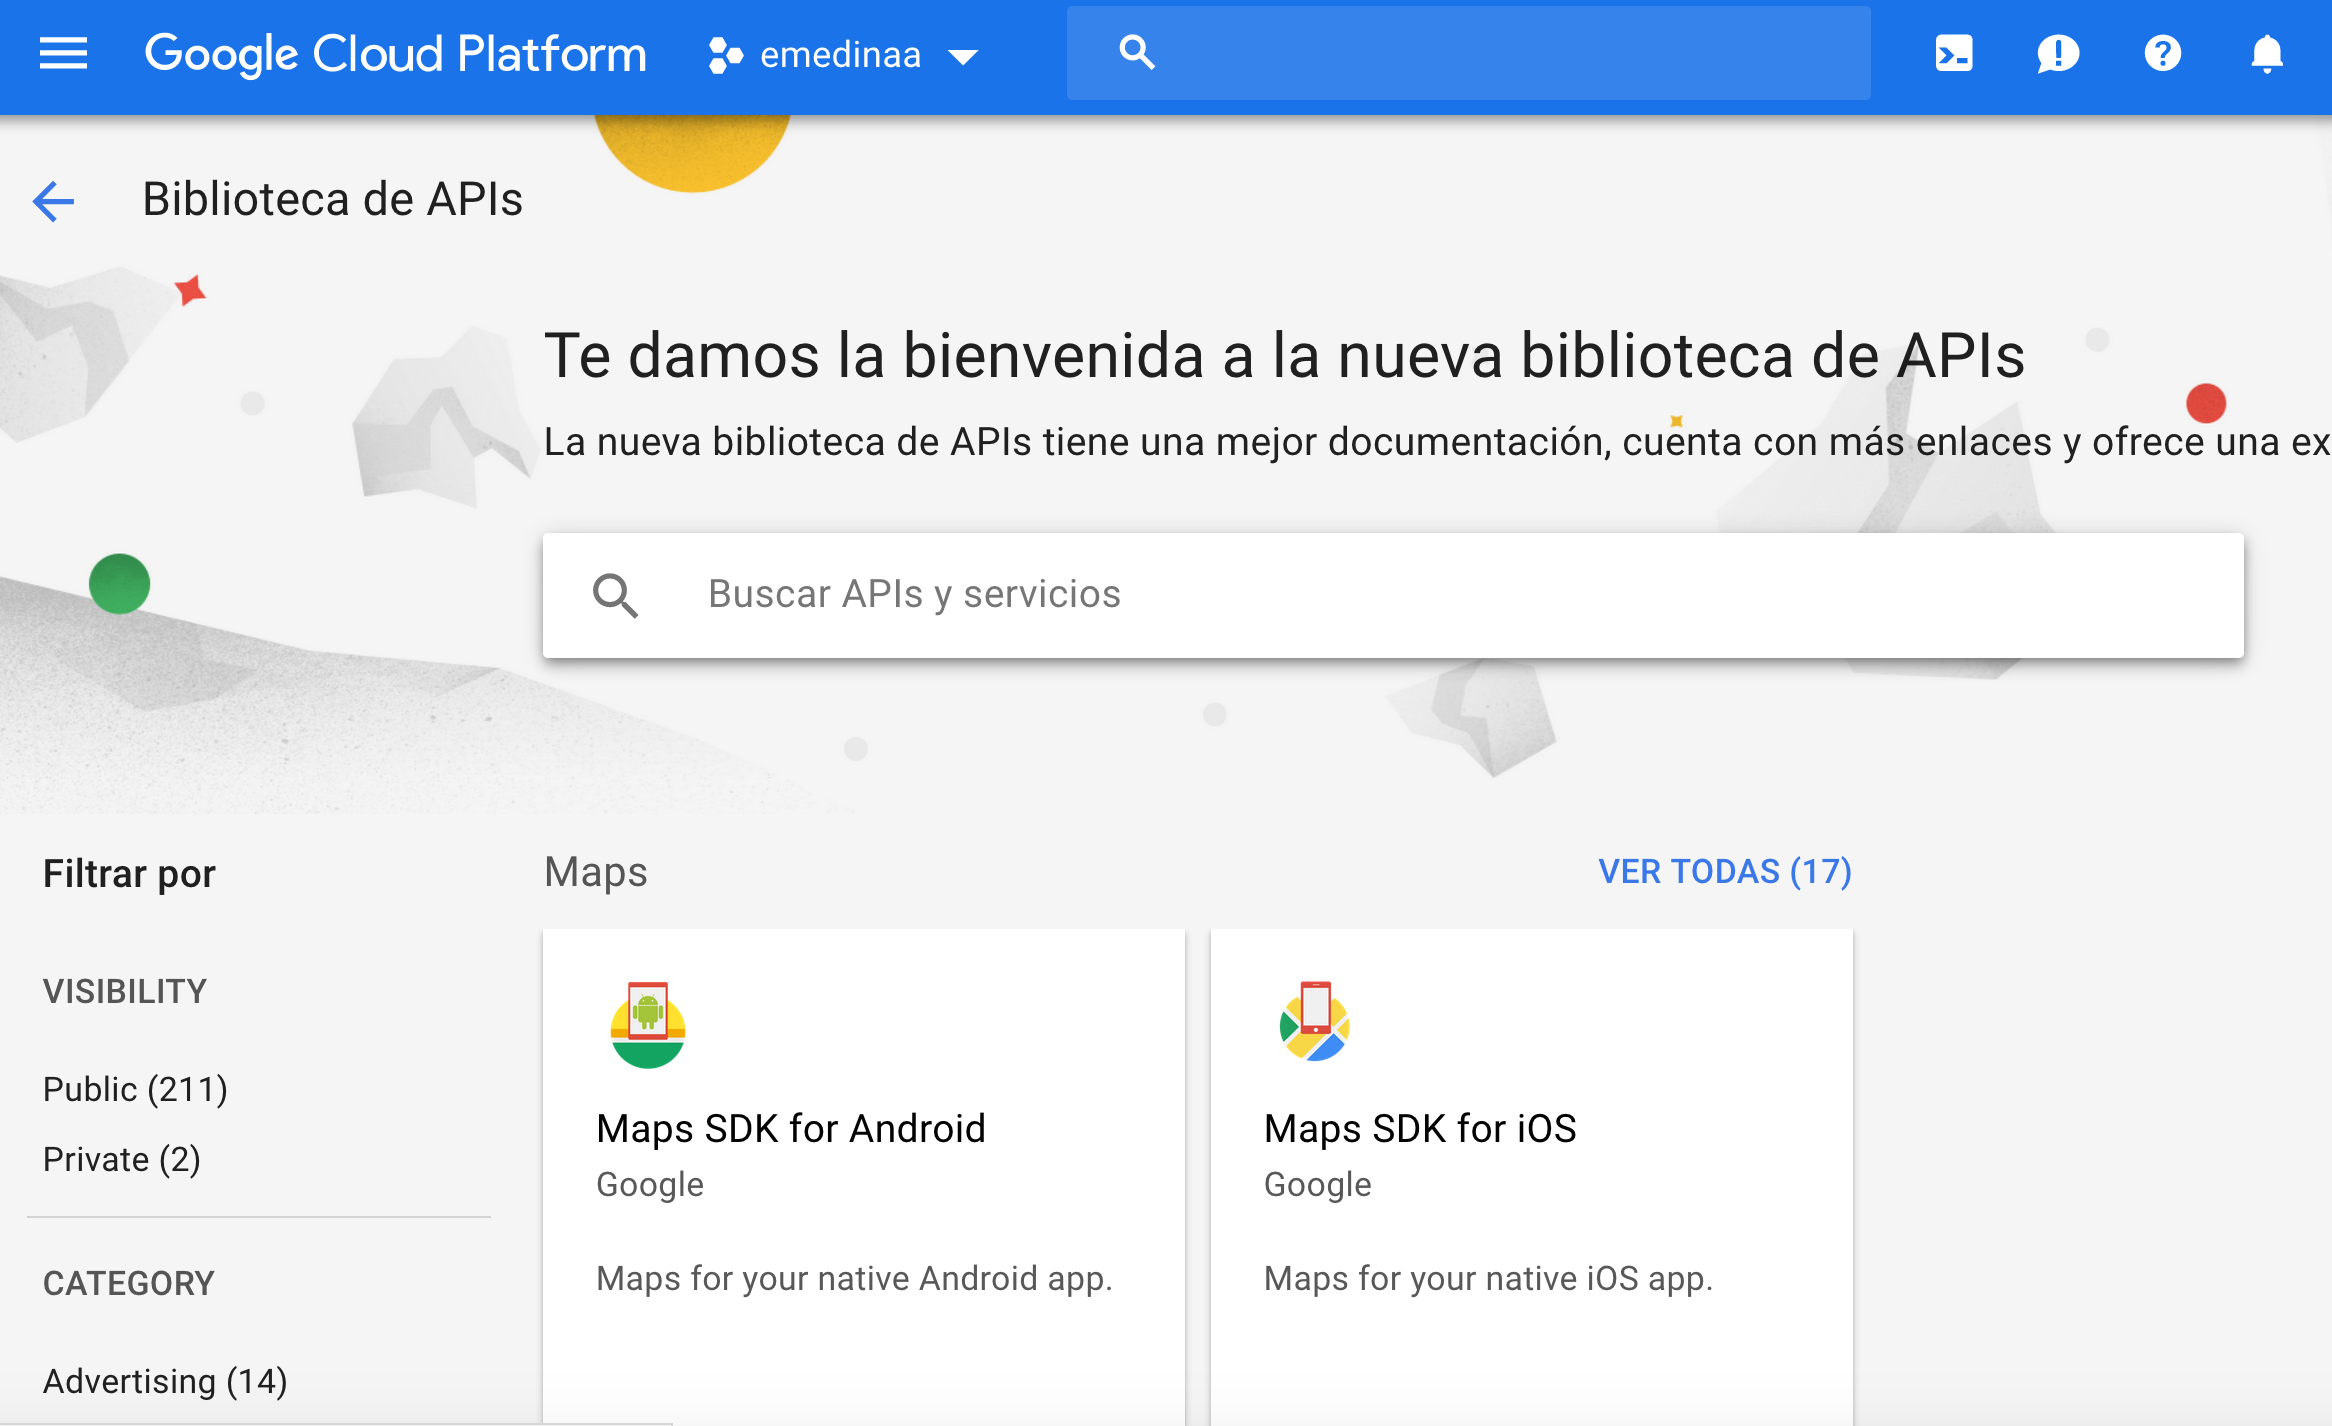 Google Cloud Platform
emedinaa
Biblioteca de APIs
Te damos la bienvenida a la nueva biblioteca de APIs
La nueva biblioteca de APIs tiene una mejor documentación, cuenta con más enlaces y ofrece una ex
Buscar APIs y servicios
Filtrar por
VISIBILITY
Public (211)
Private (2)
CATEGORY
Advertising (14)
Maps
VER TODAS (17)
Maps SDK for Android
Google
Maps for your native Android app.
Maps SDK for iOS
Google
Maps for your native iOS app.